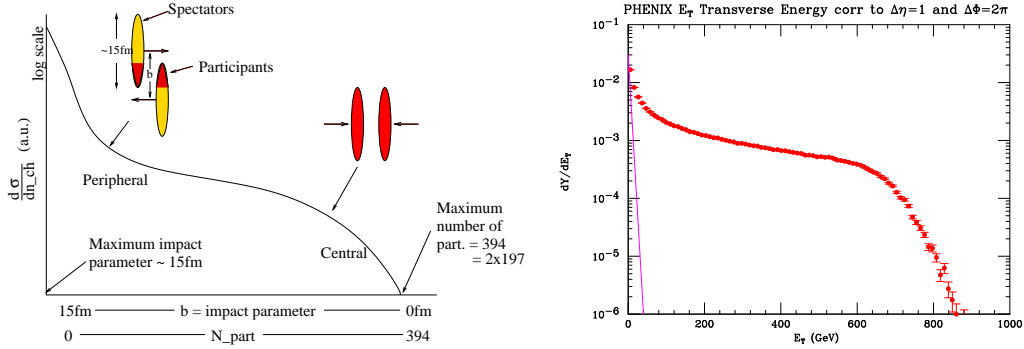 Spectators
~15fm
b
Participants
log scale
(a.u.)
dσ
dn_ch
Peripheral
Central
Maximum impact
parameter ~ 15fm
Maximum
number of
part. = 394
= 2x197
15fm b = impact parameter 0fm
0 N_part 394
PHENIX E_T Transverse Energy corr to Δη=1 and ΔΦ=2π
10^-1
10^-2
10^-3
10^-4
10^-5
10^-6
dY/dE_T
0 200 400 600 800 1000
E_T (GeV)